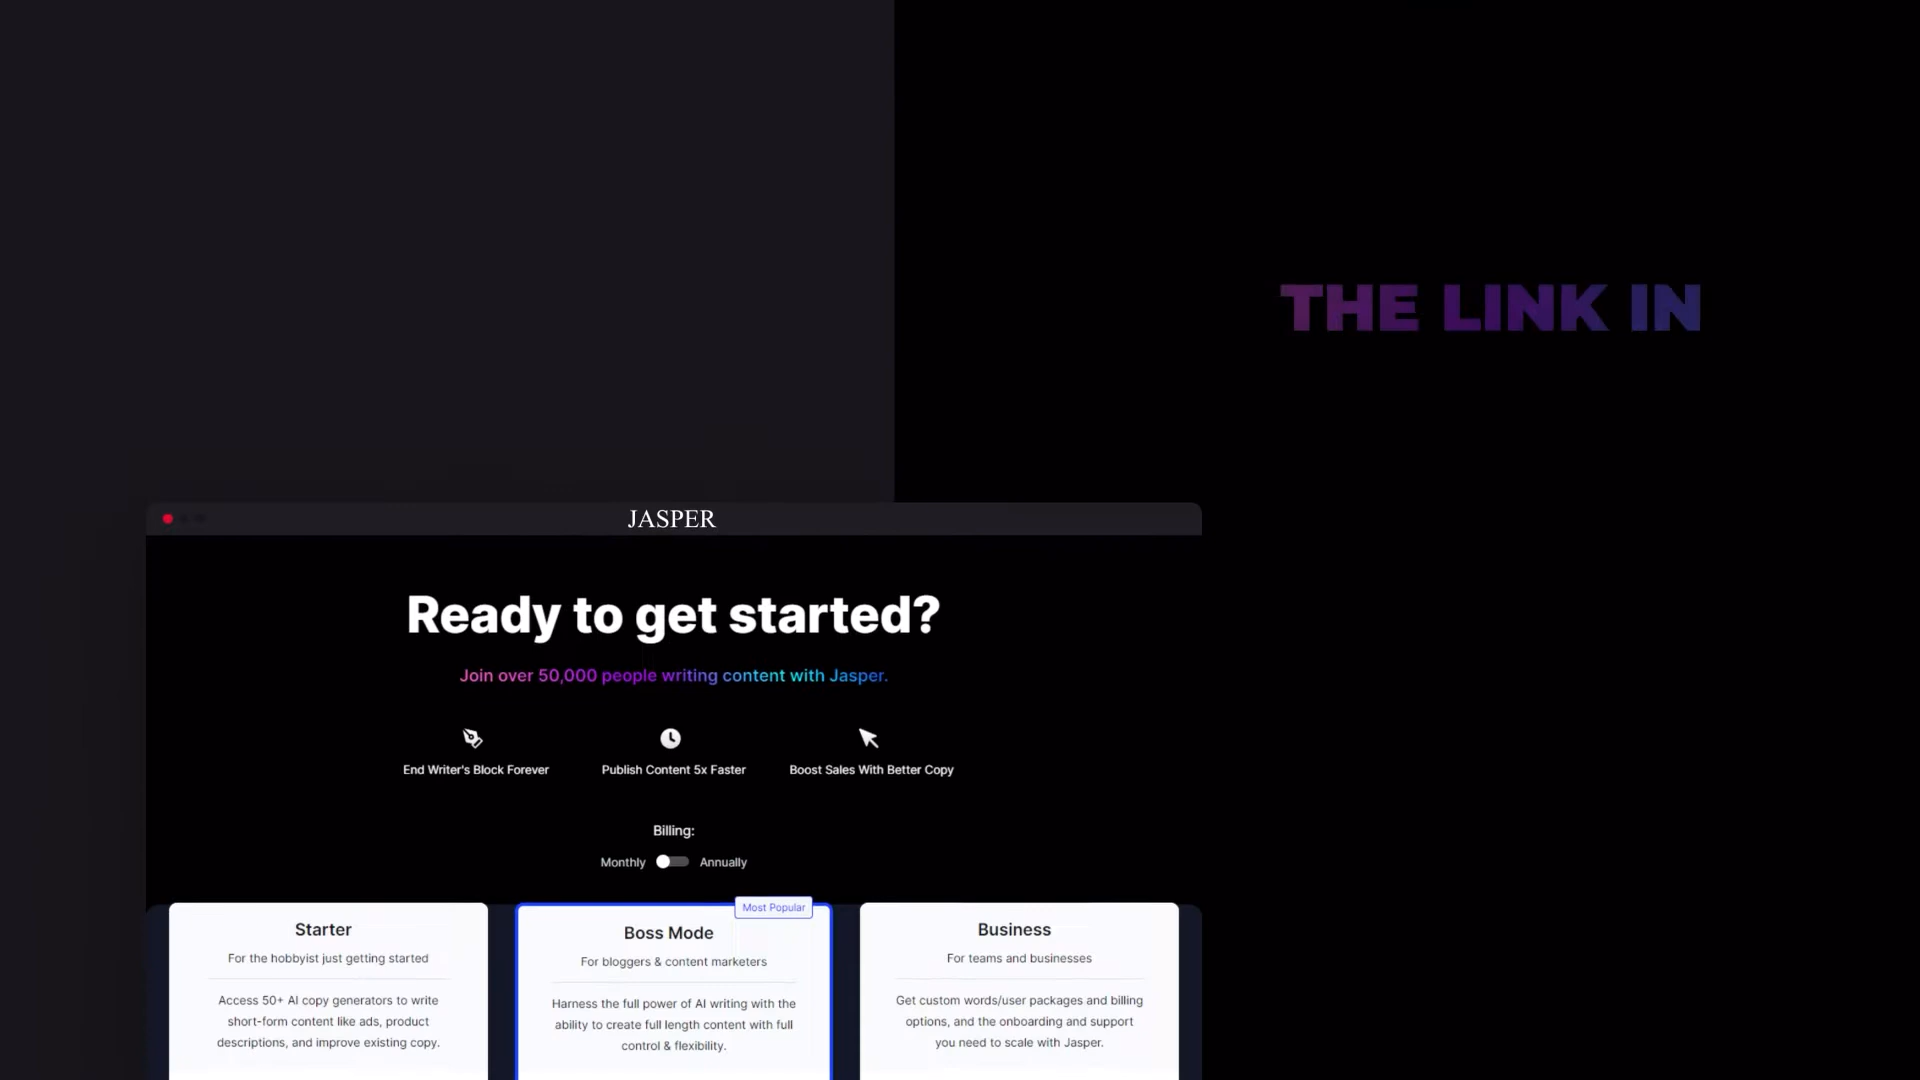 THE LINK IN
JASPER
Ready to get started?
Join over 50,000 people writing content with Jasper.
End Writer's Block Forever
Publish Content 5x Faster
Boost Sales With Better Copy
Billing:
Monthly
Annually
Starter
For the hobbyist just getting started
Access 50+ AI copy generators to write
short-form content like ads, product
descriptions, and improve existing copy.
Most Popular
Boss Mode
For bloggers & content marketers
Harness the full power of AI writing with the
ability to create full length content with full
control & flexibility.
Business
For teams and businesses
Get custom words/user packages and billing
options, and the onboarding and support
you need to scale with Jasper.